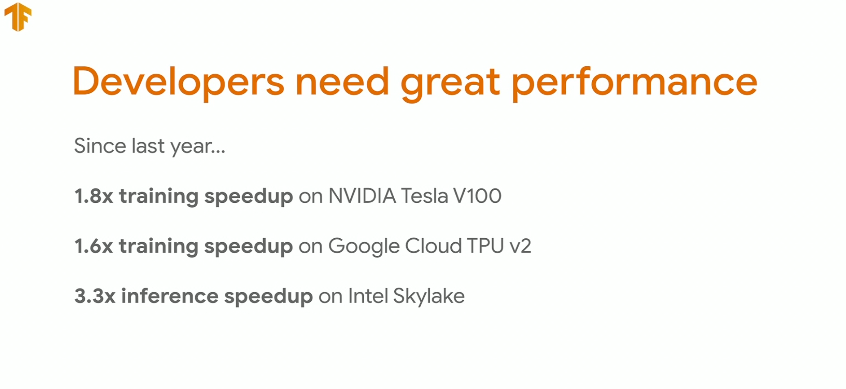 Developers need great performance
Since last year...
1.8x training speedup on NVIDIA Tesla V100
1.6x training speedup on Google Cloud TPU v2
3.3x inference speedup on Intel Skylake